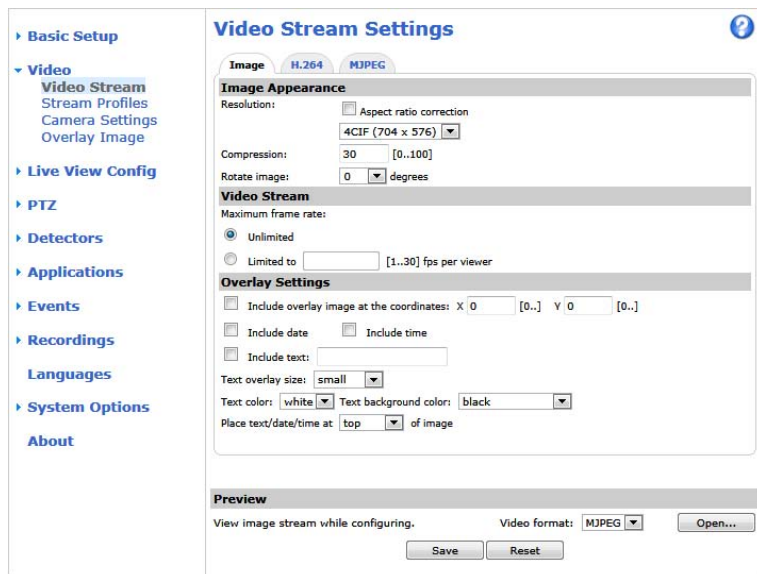 Basic Setup
Video
Video Stream
Stream Profiles
Camera Settings
Overlay Image
Live View Config
PTZ
Detectors
Applications
Events
Recordings
Languages
System Options
About
Video Stream Settings
?
Image H.264 MJPEG
Image Appearance
Resolution: Aspect ratio correction
4CIF (704 x 576)
Compression: 30 [0..100]
Rotate image: 0 degrees
Video Stream
Maximum frame rate:
Unlimited
Limited to [1..30] fps per viewer
Overlay Settings
Include overlay image at the coordinates: X 0 [0..] Y 0 [0..]
Include date Include time
Include text:
Text overlay size: small
Text color: white Text background color: black
Place text/date/time at top of image
Preview
View image stream while configuring. Video format: MJPEG Open...
Save Reset